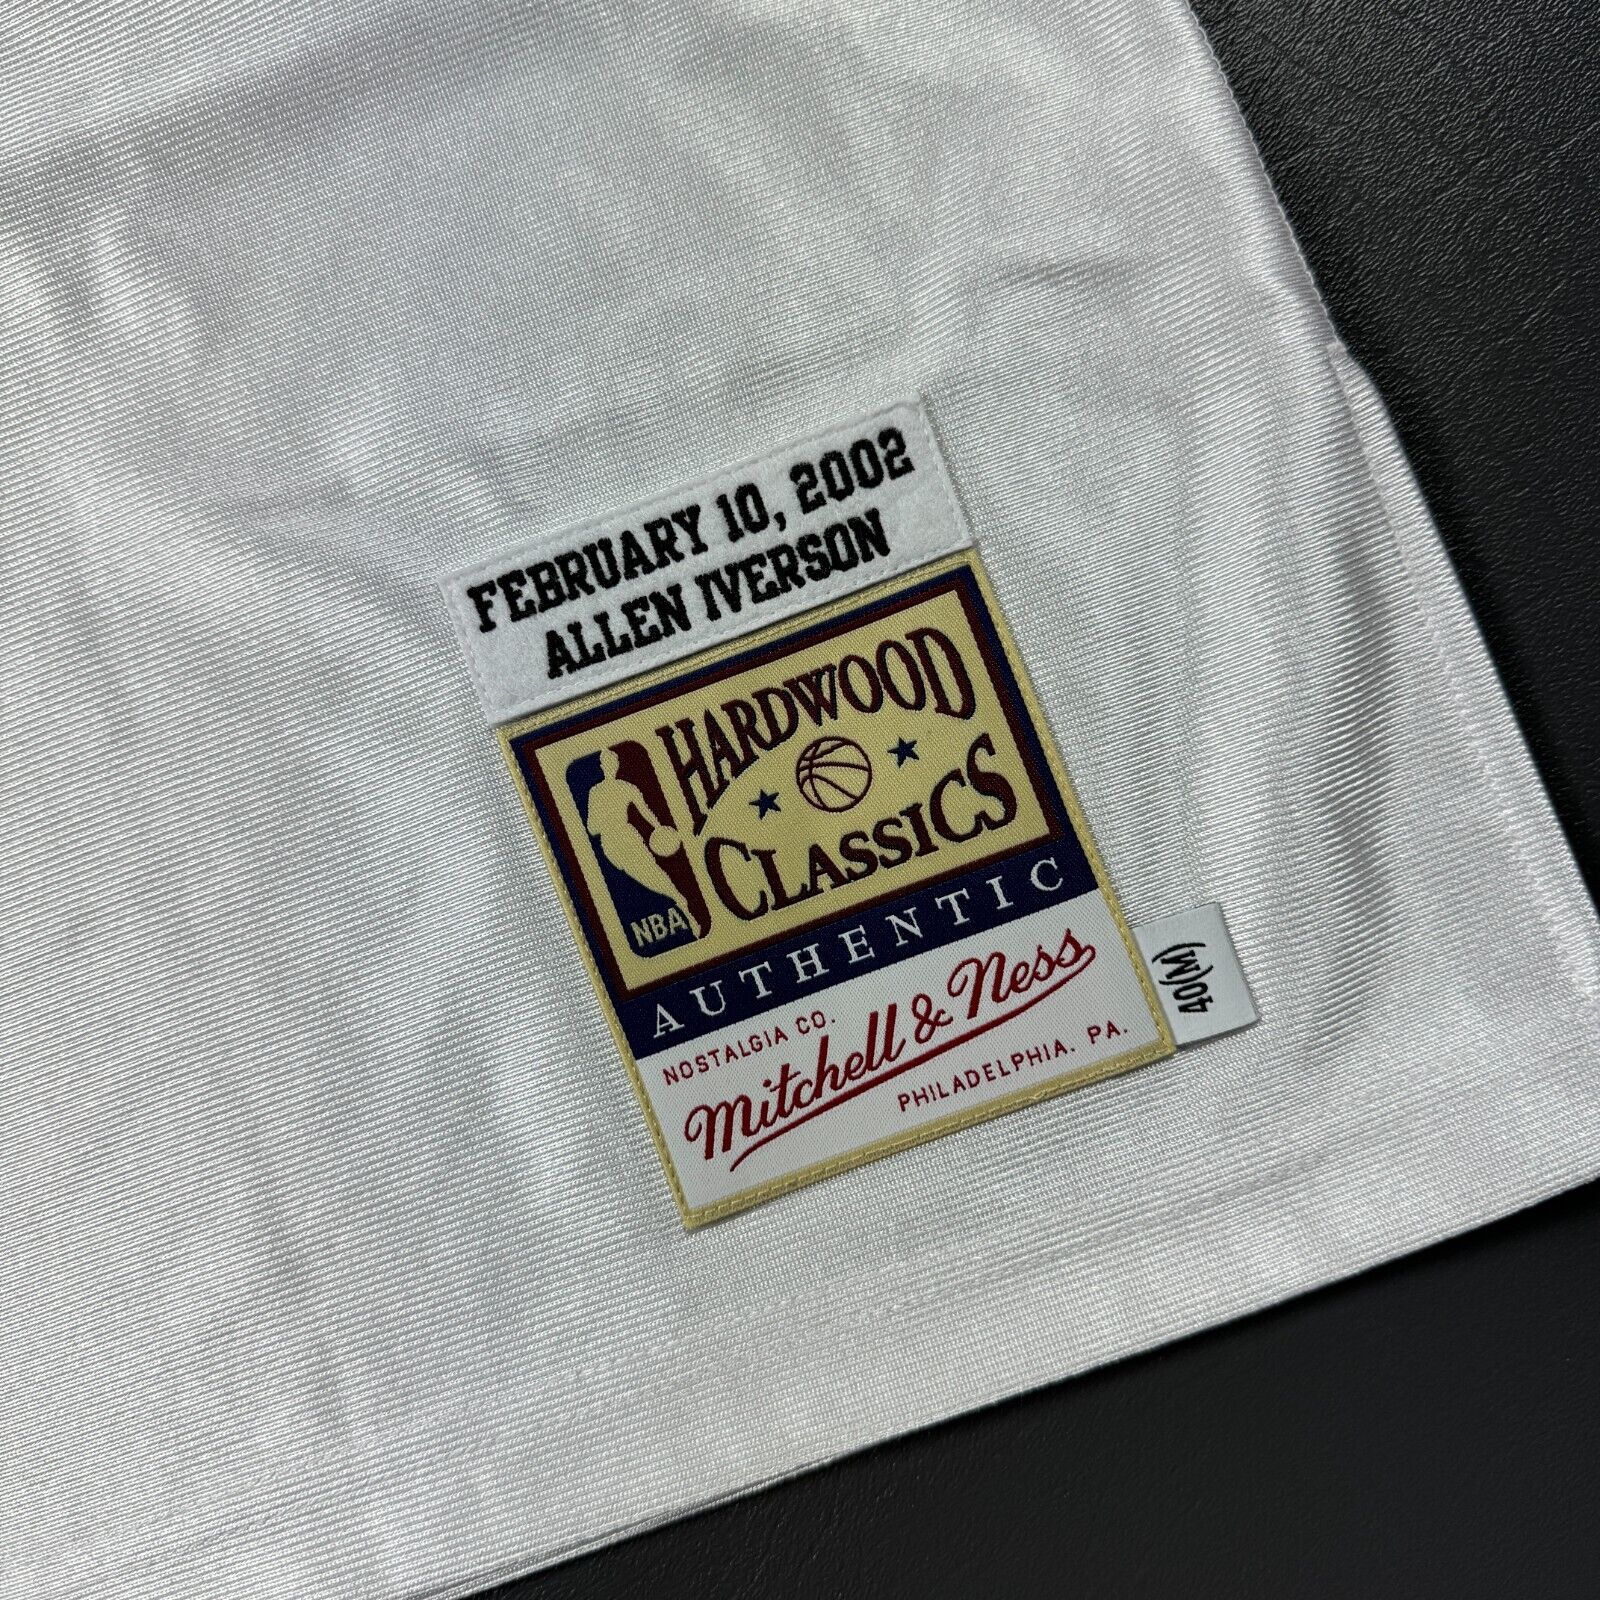 FEBRUARY 10, 2002
ALLEN IVERSON
HARDWOOD
CLASSICS
NBA
AUTHENTIC
NOSTALGIA CO.
Mitchell & Ness
PHILADELPHIA. PA.
40(M)